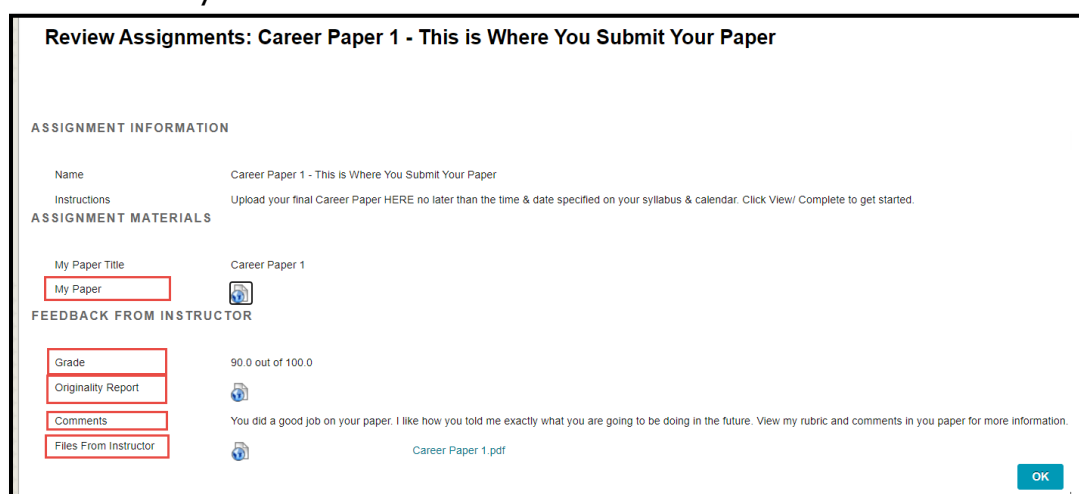 Review Assignments: Career Paper 1 - This is Where You Submit Your Paper
ASSIGNMENT INFORMATION
Name Career Paper 1 - This is Where You Submit Your Paper
Instructions Upload your final Career Paper HERE no later than the time & date specified on your syllabus & calendar. Click View/ Complete to get started.
ASSIGNMENT MATERIALS
My Paper Title Career Paper 1
My Paper
FEEDBACK FROM INSTRUCTOR
Grade 90.0 out of 100.0
Originality Report
Comments You did a good job on your paper. I like how you told me exactly what you are going to be doing in the future. View my rubric and comments in you paper for more information.
Files From Instructor Career Paper 1.pdf
OK